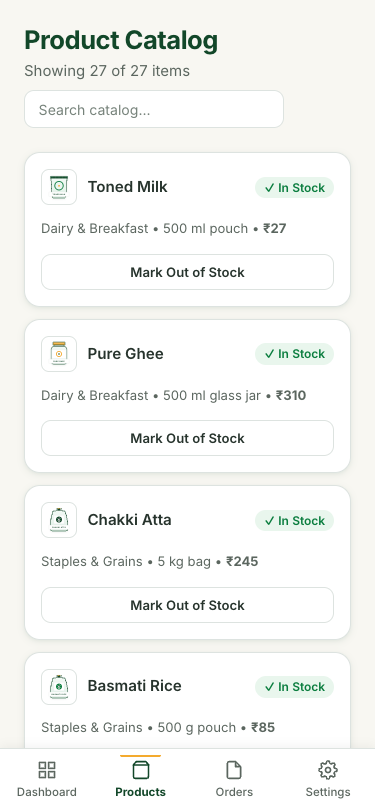 Product Catalog
Showing 27 of 27 items
Search catalog...
Toned Milk
✓ In Stock
Dairy & Breakfast • 500 ml pouch • ₹27
Mark Out of Stock
Pure Ghee
✓ In Stock
Dairy & Breakfast • 500 ml glass jar • ₹310
Mark Out of Stock
Chakki Atta
✓ In Stock
Staples & Grains • 5 kg bag • ₹245
Mark Out of Stock
Basmati Rice
✓ In Stock
Staples & Grains • 500 g pouch • ₹85
Dashboard
Products
Orders
Settings